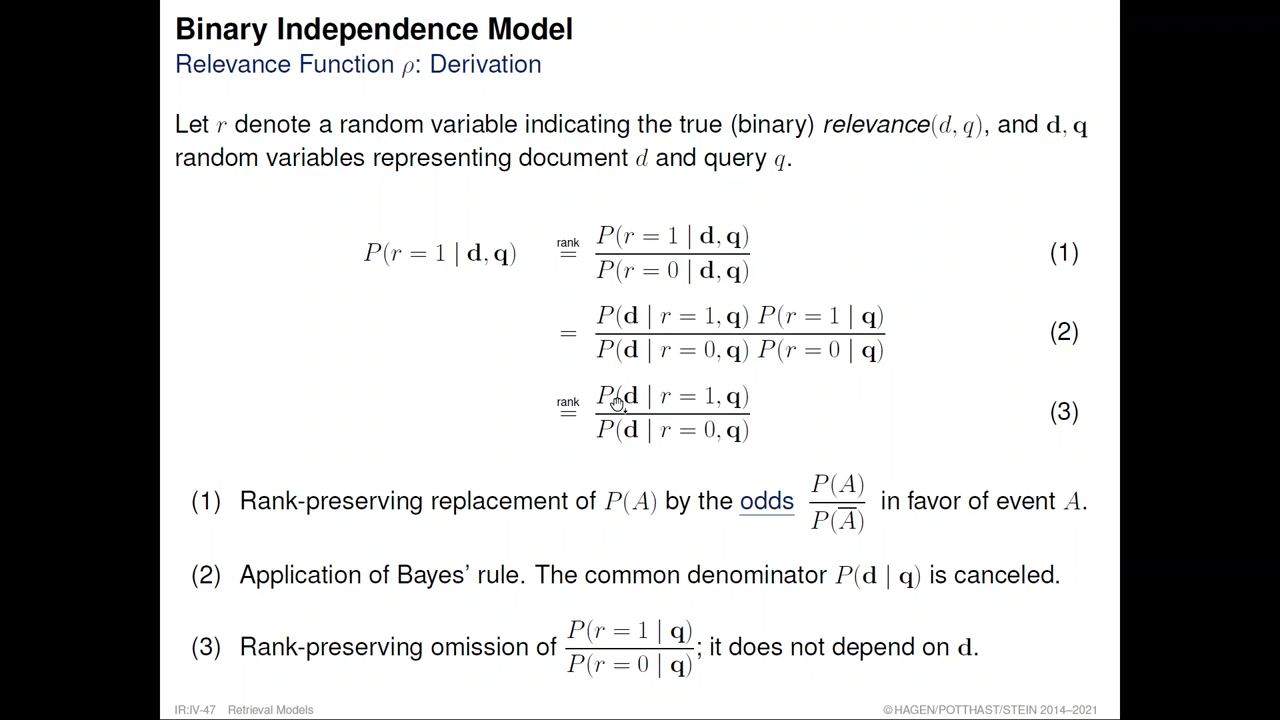 Binary Independence Model
Relevance Function ρ: Derivation
Let r denote a random variable indicating the true (binary) relevance(d, q), and d, q
random variables representing document d and query q.
P(r = 1 | d, q) rank = P(r = 1 | d, q) / P(r = 0 | d, q) (1)
= P(d | r = 1, q) P(r = 1 | q) / P(d | r = 0, q) P(r = 0 | q) (2)
rank = P(d | r = 1, q) / P(d | r = 0, q) (3)
(1) Rank-preserving replacement of P(A) by the odds P(A) / P(A̅) in favor of event A.
(2) Application of Bayes' rule. The common denominator P(d | q) is canceled.
(3) Rank-preserving omission of P(r = 1 | q) / P(r = 0 | q); it does not depend on d.
IR:IV-47 Retrieval Models ©HAGEN/POTTHAST/STEIN 2014–2021